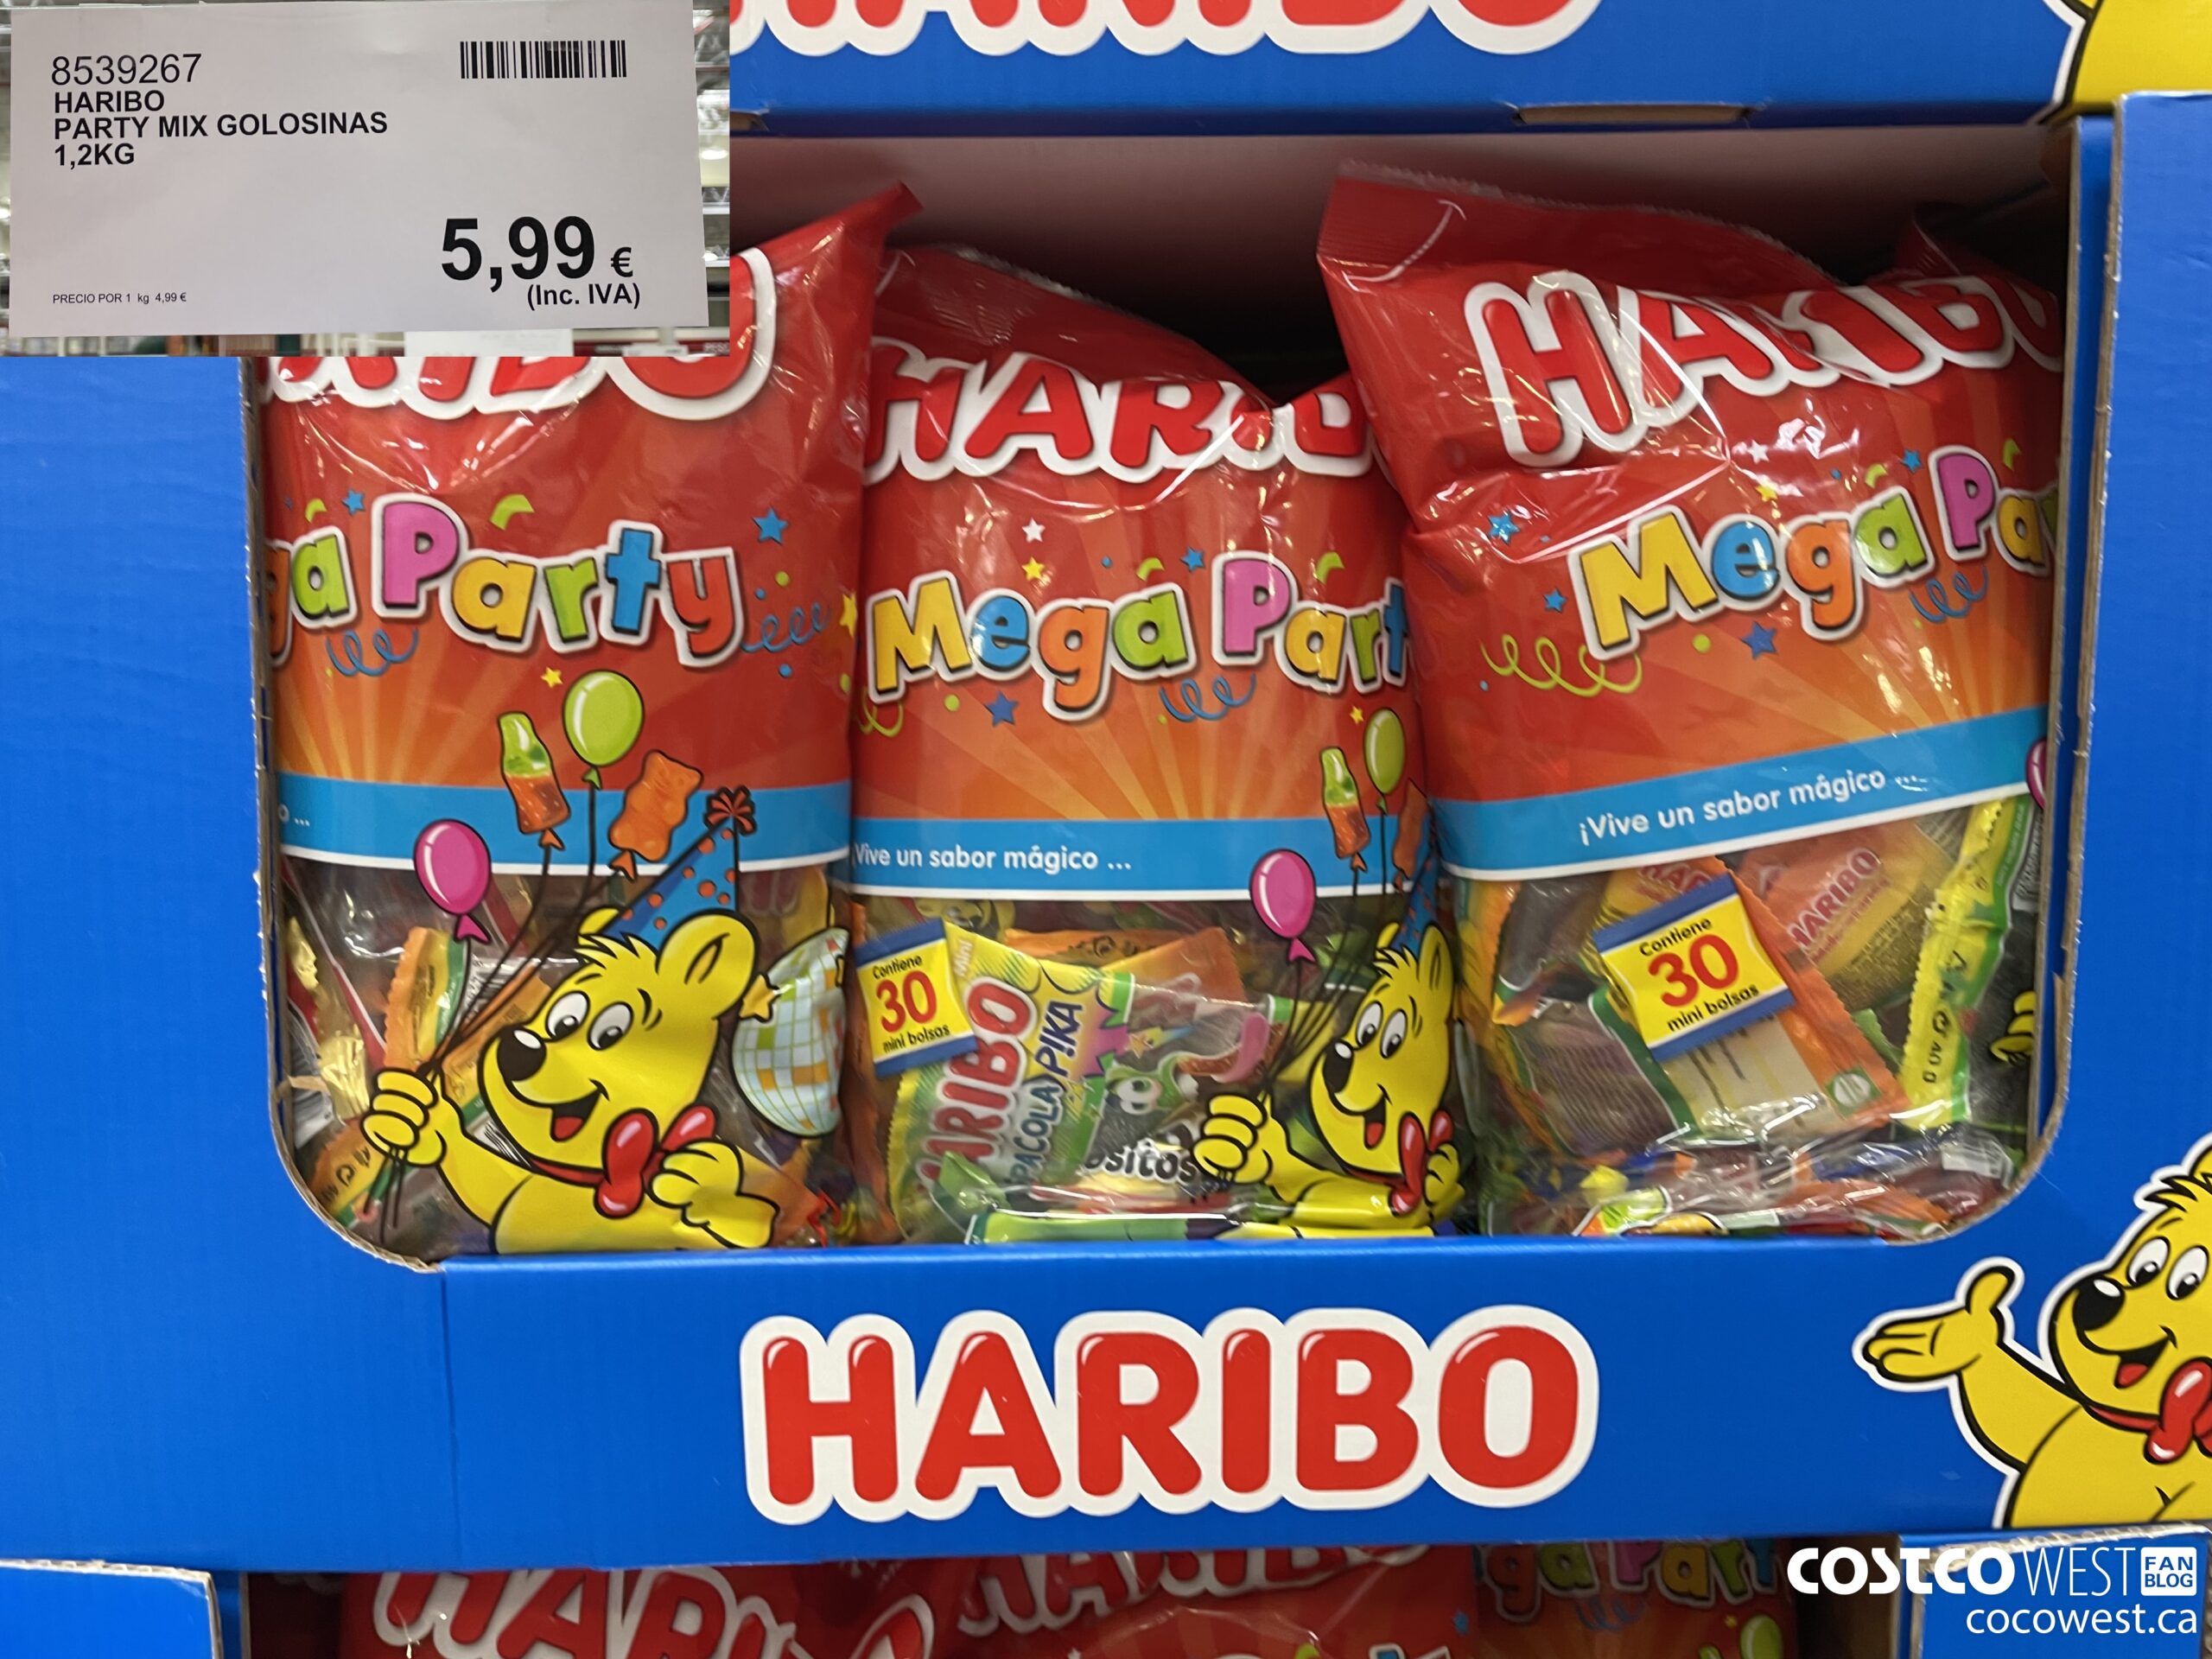 8539267
HARIBO
PARTY MIX GOLOSINAS
1,2KG
5,99 €
(Inc. IVA)
PRECIO POR 1 kg 4,99 €
HARIBO
Mega Party
HARIBO
Mega Part
¡Vive un sabor mágico ...
¡Vive un sabor mágico ...
Contiene
30
mini bolsas
HARIBO
PIKA
Contiene
30
mini bolsas
HARIBO
HARIBO
COSTCO WEST FAN BLOG
cocowest.ca